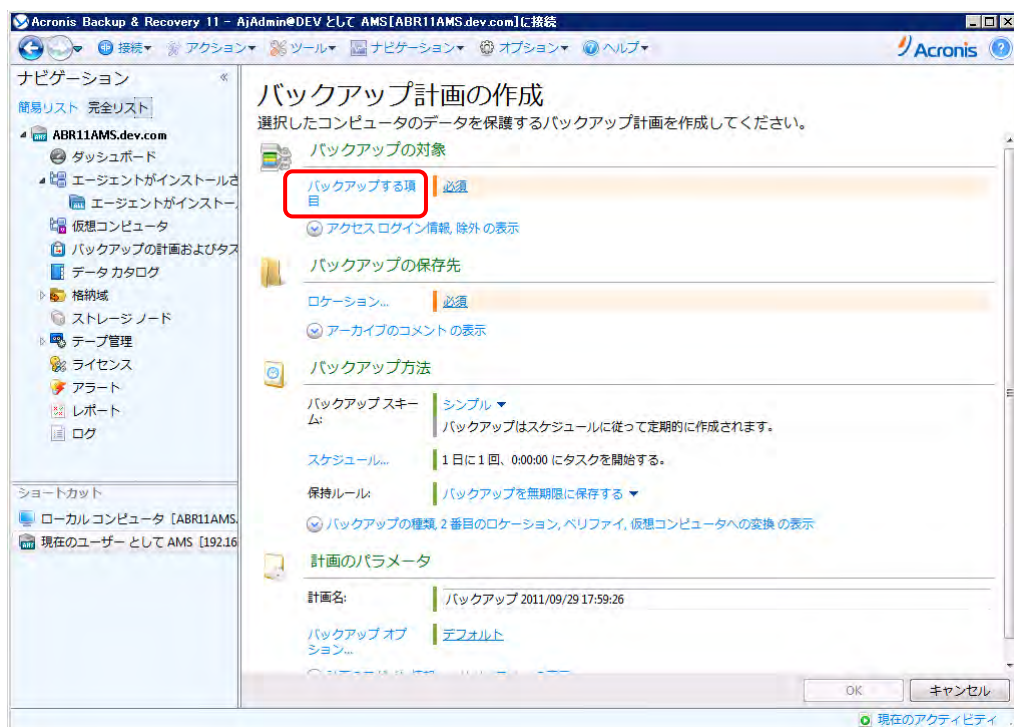 Acronis Backup & Recovery 11 - AjAdmin@DEV として AMS[ABR11AMS.dev.com]に接続
接続 アクション ツール ナビゲーション オプション ヘルプ
Acronis
ナビゲーション
簡易リスト 完全リスト
ABR11AMS.dev.com
ダッシュボード
エージェントがインストールさ
エージェントがインストー
仮想コンピュータ
バックアップの計画およびタス
データ カタログ
格納域
ストレージ ノード
テープ管理
ライセンス
アラート
レポート
ログ
ショートカット
ローカル コンピュータ [ABR11AMS.
現在のユーザー として AMS [192.16
バックアップ計画の作成
選択したコンピュータのデータを保護するバックアップ計画を作成してください。
バックアップの対象
バックアップする項
目
必須
アクセス ログイン情報, 除外 の表示
バックアップの保存先
ロケーション... 必須
アーカイブのコメント の表示
バックアップ方法
バックアップ スキー
ム:
シンプル
バックアップはスケジュールに従って定期的に作成されます。
スケジュール... 1 日に 1 回、0:00:00 にタスクを開始する。
保持ルール: バックアップを無期限に保存する
バックアップの種類, 2 番目のロケーション, ベリファイ, 仮想コンピュータへの変換 の表示
計画のパラメータ
計画名: バックアップ 2011/09/29 17:59:26
バックアップ オプ
ション...
デフォルト
OK キャンセル
現在のアクティビティ